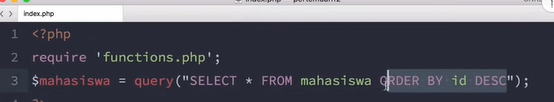 index.php
index.php
1 <?php
2 require 'functions.php';
3 $mahasiswa = query("SELECT * FROM mahasiswa ORDER BY id DESC");